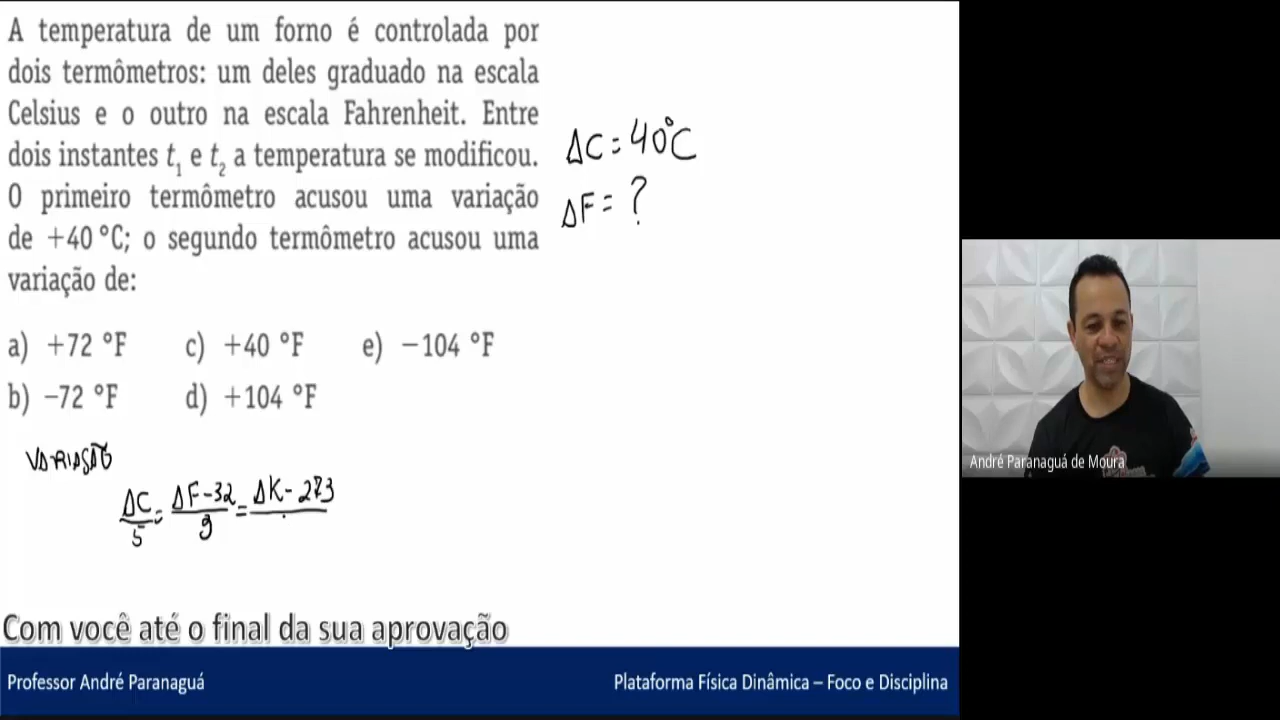 A temperatura de um forno é controlada por
dois termômetros: um deles graduado na escala
Celsius e o outro na escala Fahrenheit. Entre
dois instantes t₁ e t₂ a temperatura se modificou.
O primeiro termômetro acusou uma variação
de +40 °C; o segundo termômetro acusou uma
variação de:
ΔC = 40°C
ΔF = ?
a) +72 °F c) +40 °F e) −104 °F
b) −72 °F d) +104 °F
VARIAÇÃO
ΔC/5 = ΔF-32/9 = ΔK-273
Com você até o final da sua aprovação
Professor André Paranaguá Plataforma Física Dinâmica – Foco e Disciplina
André Paranaguá de Moura